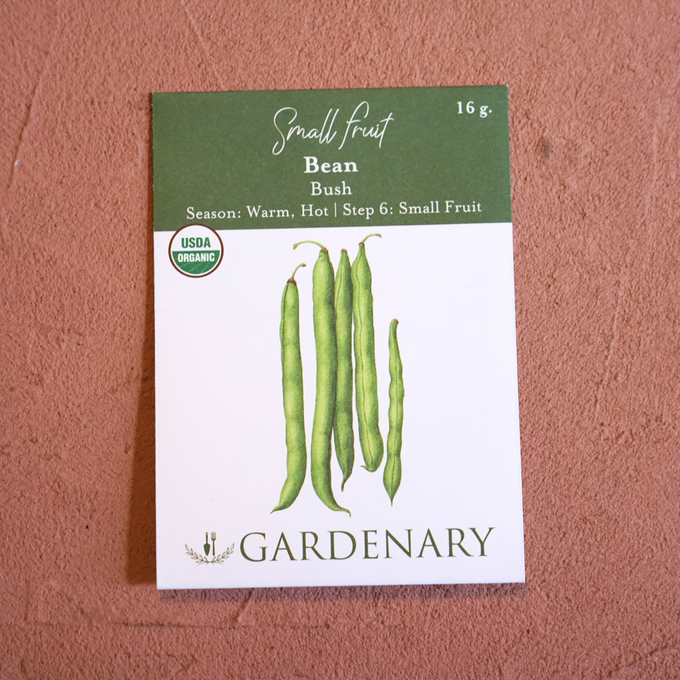 16 g.
Small Fruit
Bean
Bush
Season: Warm, Hot | Step 6: Small Fruit
USDA
ORGANIC
GARDENARY